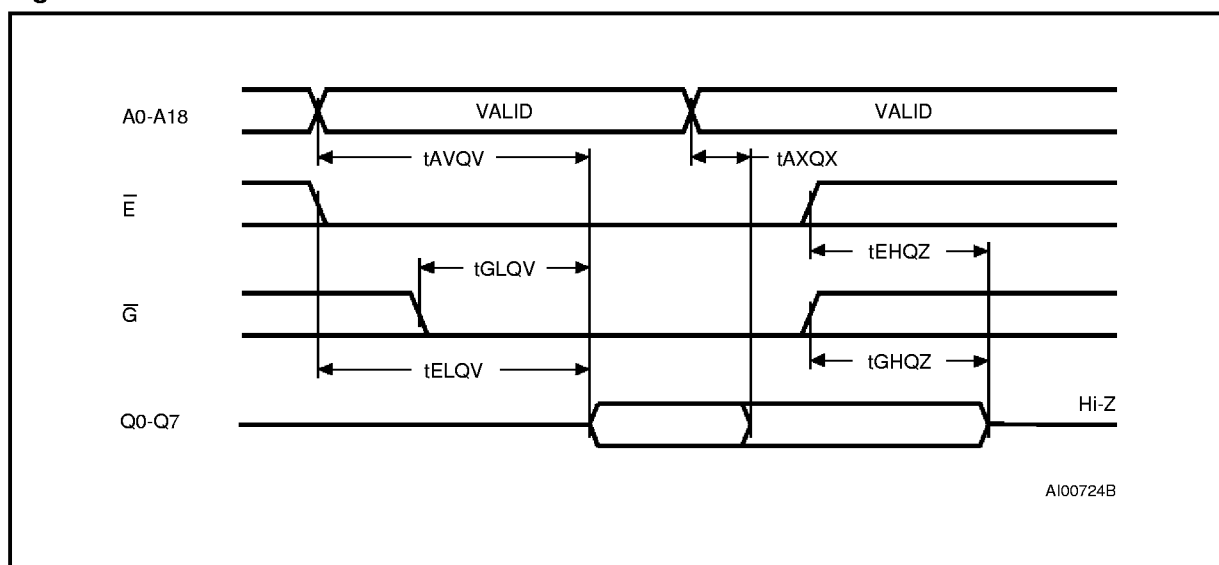 A0-A18
VALID
VALID
tAVQV
tAXQX
E̅
tEHQZ
tGLQV
G̅
tGHQZ
tELQV
Q0-Q7
Hi-Z
AI00724B